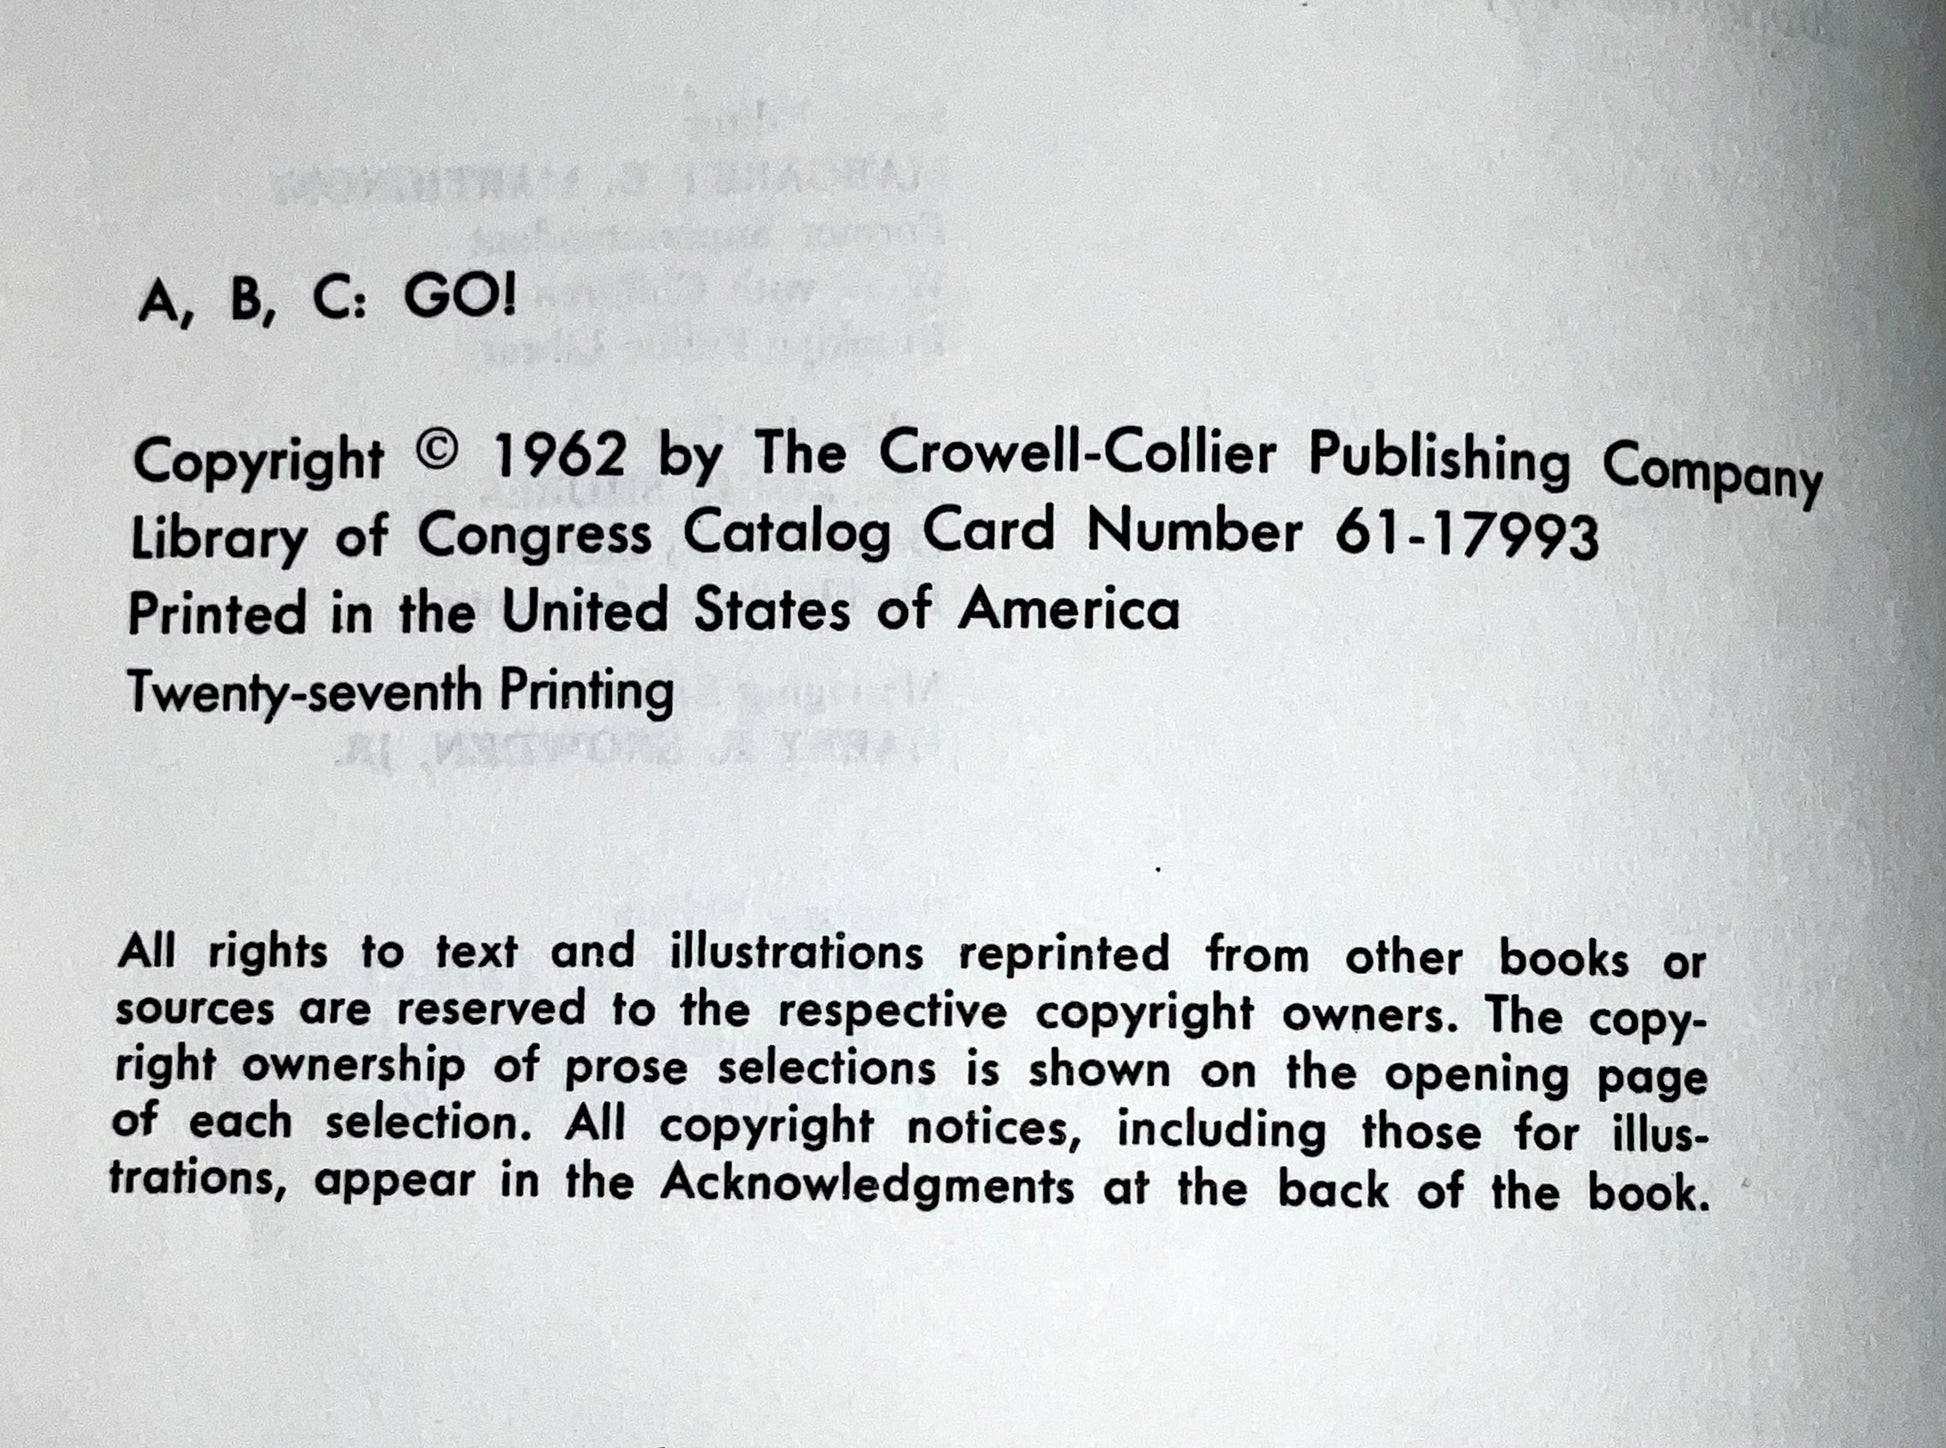 A, B, C: GO!
Copyright © 1962 by The Crowell-Collier Publishing Company
Library of Congress Catalog Card Number 61-17993
Printed in the United States of America
Twenty-seventh Printing
All rights to text and illustrations reprinted from other books or
sources are reserved to the respective copyright owners. The copy-
right ownership of prose selections is shown on the opening page
of each selection. All copyright notices, including those for illus-
trations, appear in the Acknowledgments at the back of the book.